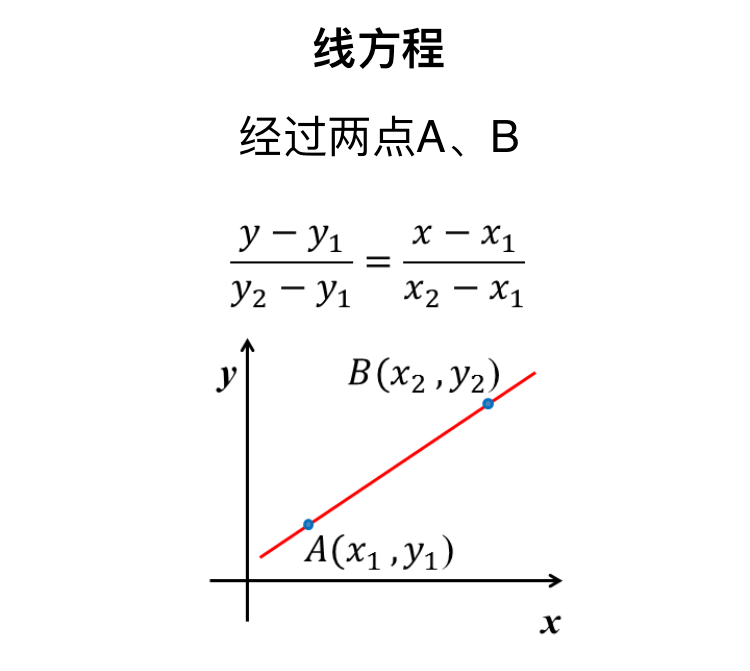 线方程
经过两点A、B
y − y₁ / y₂ − y₁ = x − x₁ / x₂ − x₁
y
B(x₂ ,y₂)
A(x₁ ,y₁)
x